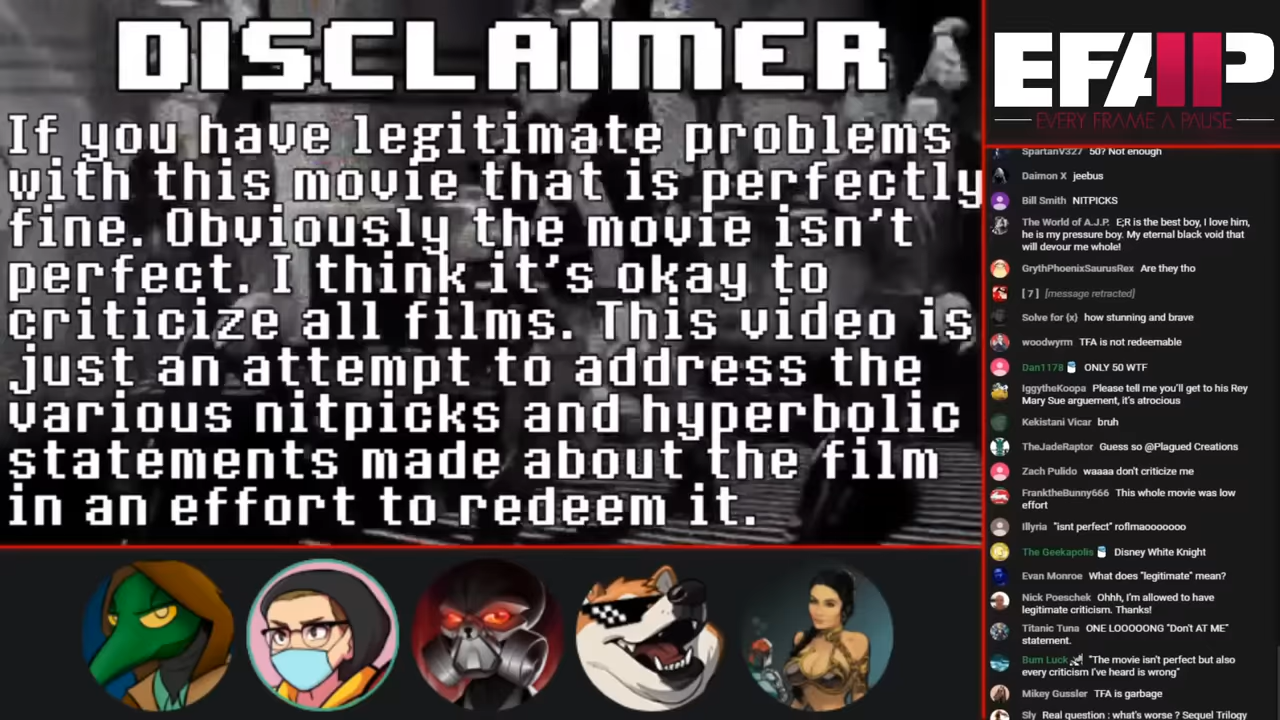 DISCLAIMER
If you have legitimate problems
with this movie that is perfectly
fine. Obviously the movie isn't
perfect. I think it's okay to
criticize all films. This video is
just an attempt to address the
various nitpicks and hyperbolic
statements made about the film
in an effort to redeem it.
EFAP
EVERY FRAME A PAUSE
SpartanV327 50? Not enough
Daimon X jeebus
Bill Smith NITPICKS
The World of A.J.P. E;R is the best boy, I love him,
he is my pressure boy. My eternal black void that
will devour me whole!
GrythPhoenixSaurusRex Are they tho
[ 7 ] [message retracted]
Solve for {x} how stunning and brave
woodwyrm TFA is not redeemable
Dan1178 ONLY 50 WTF
IggytheKoopa Please tell me you'll get to his Rey
Mary Sue arguement, it's atrocious
Kekistani Vicar bruh
TheJadeRaptor Guess so @Plagued Creations
Zach Pulido waaaa don't criticize me
FranktheBunny666 This whole movie was low
effort
Illyria "isnt perfect" roflmaooooooo
The Geekapolis Disney White Knight
Evan Monroe What does "legitimate" mean?
Nick Poeschek Ohhh, I'm allowed to have
legitimate criticism. Thanks!
Titanic Tuna ONE LOOOOONG "Don't AT ME"
statement.
Bum Luck "The movie isn't perfect but also
every criticism I've heard is wrong"
Mikey Gussler TFA is garbage
Sly Real question : what's worse ? Sequel Trilogy